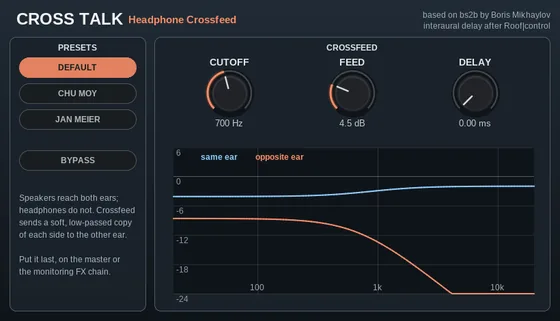 CROSS TALK Headphone Crossfeed
based on bs2b by Boris Mikhaylov
interaural delay after Roof|control
PRESETS
DEFAULT
CHU MOY
JAN MEIER
BYPASS
Speakers reach both ears;
headphones do not. Crossfeed
sends a soft, low-passed copy
of each side to the other ear.
Put it last, on the master or
the monitoring FX chain.
CROSSFEED
CUTOFF FEED DELAY
700 Hz 4.5 dB 0.00 ms
same ear opposite ear
6
0
-6
-12
-18
-24
100 1k 10k